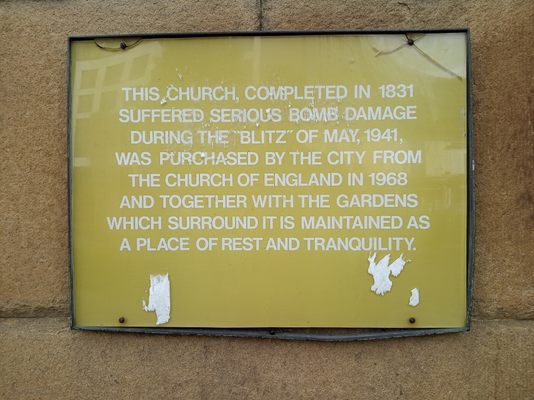 THIS CHURCH, COMPLETED IN 1831
SUFFERED SERIOUS BOMB DAMAGE
DURING THE "BLITZ" OF MAY, 1941,
WAS PURCHASED BY THE CITY FROM
THE CHURCH OF ENGLAND IN 1968
AND TOGETHER WITH THE GARDENS
WHICH SURROUND IT IS MAINTAINED AS
A PLACE OF REST AND TRANQUILITY.